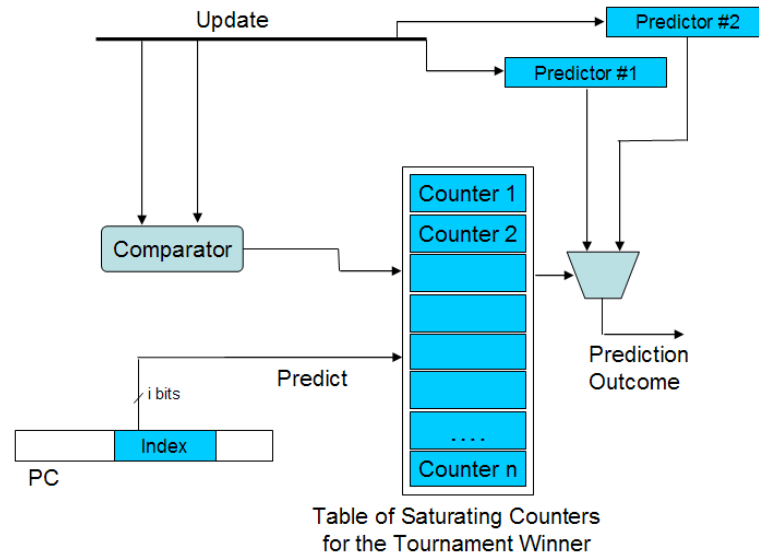 Update
Predictor #2
Predictor #1
Counter 1
Counter 2
Comparator
Predict
i bits
Index
PC
....
Counter n
Prediction
Outcome
Table of Saturating Counters
for the Tournament Winner